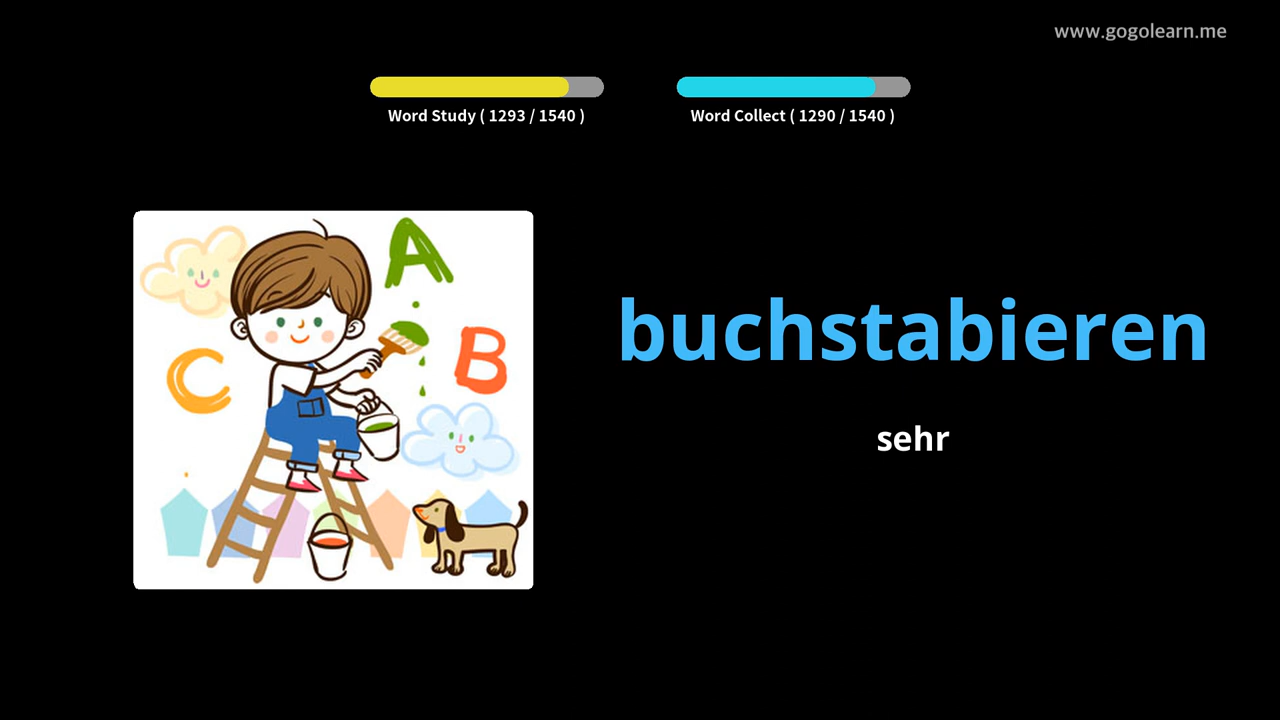 www.gogolearn.me
Word Study ( 1293 / 1540 )
Word Collect ( 1290 / 1540 )
A
B
C
buchstabieren
sehr